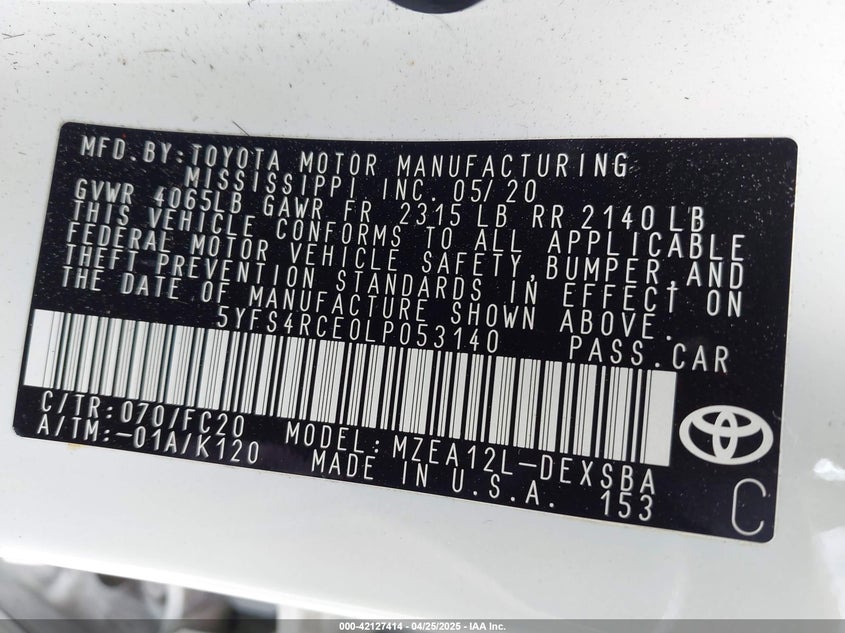 MFD.BY:TOYOTA MOTOR MANUFACTURING
MISSISSIPPI INC. 05/20
GVWR 4065LB GAWR FR 2315 LB RR 2140 LB
THIS VEHICLE CONFORMS TO ALL APPLICABLE
FEDERAL MOTOR VEHICLE SAFETY,BUMPER,AND
THEFT PREVENTION STANDARDS IN EFFECT ON
THE DATE OF MANUFACTURE SHOWN ABOVE.
5YFS4RCE0LP053140 PASS.CAR
C/TR:070/FC20 MODEL:MZEA12L-DEXSBA
A/TM:-01A/K120 MADE IN U.S.A. 153
C
000-42127414 - 04/25/2025 - IAA Inc.